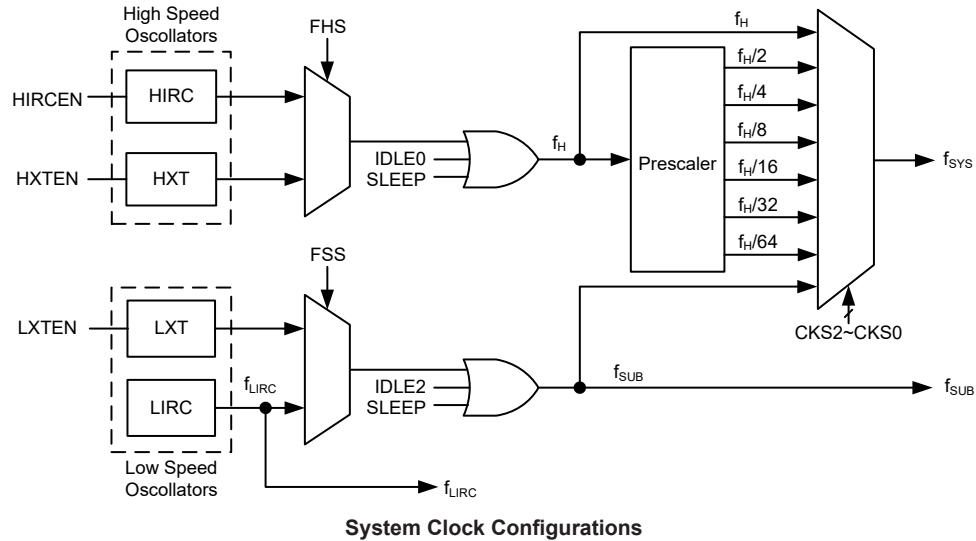 High Speed
Oscollators
FHS
HIRCEN
HIRC
HXTEN
HXT
IDLE0
SLEEP
fH
fH
Prescaler
fH/2
fH/4
fH/8
fH/16
fH/32
fH/64
fSYS
CKS2~CKS0
FSS
LXTEN
LXT
LIRC
fLIRC
IDLE2
SLEEP
fSUB
fSUB
Low Speed
Oscollators
fLIRC
System Clock Configurations